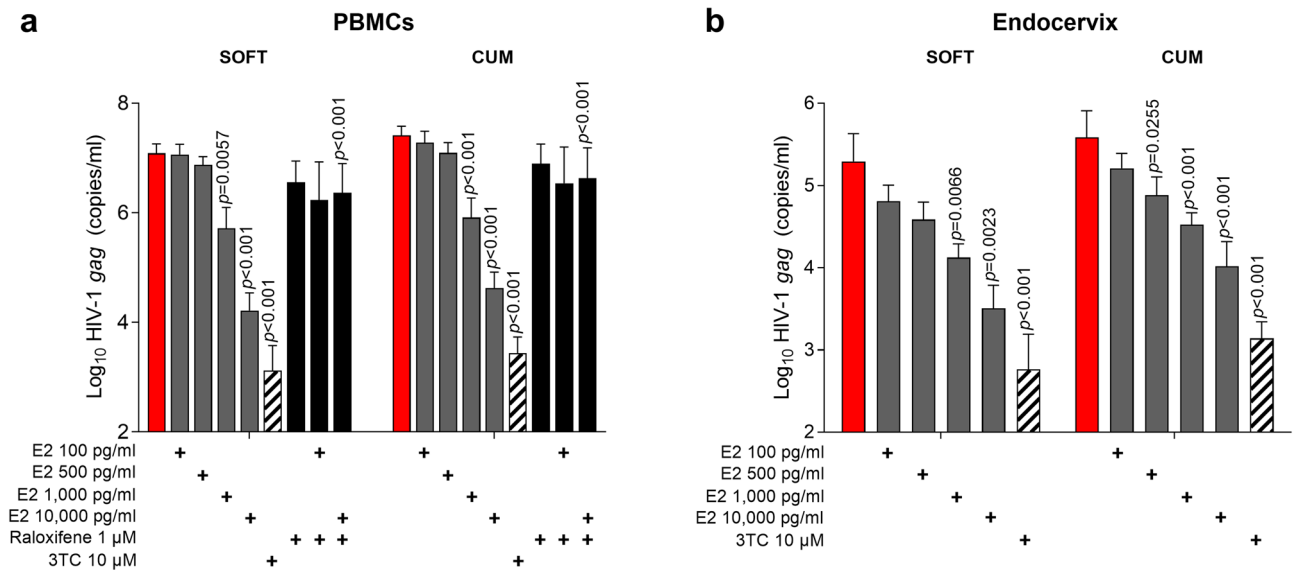 a
PBMCs
SOFT
CUM
Log10 HIV-1 gag (copies/ml)
8
6
4
2
p=0.0057
p<0.001
p<0.001
p<0.001
p<0.001
p<0.001
p<0.001
p<0.001
E2 100 pg/ml + + + +
E2 500 pg/ml + +
E2 1,000 pg/ml + +
E2 10,000 pg/ml + + + +
Raloxifene 1 µM + + + + + +
3TC 10 µM + +
b
Endocervix
SOFT
CUM
Log10 HIV-1 gag (copies/ml)
6
5
4
3
2
p=0.0066
p=0.0023
p<0.001
p=0.0255
p<0.001
p<0.001
p<0.001
E2 100 pg/ml + +
E2 500 pg/ml + +
E2 1,000 pg/ml + +
E2 10,000 pg/ml + +
3TC 10 µM + +